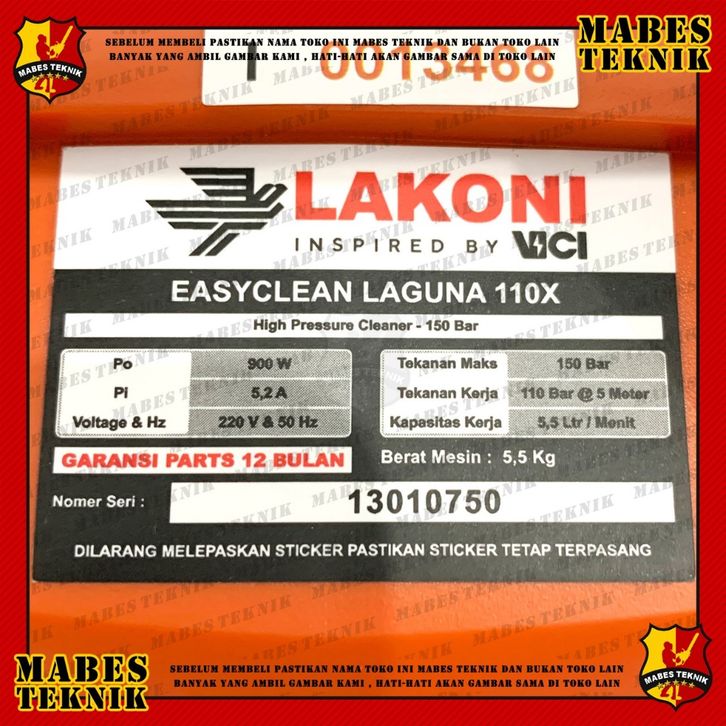 SEBELUM MEMBELI PASTIKAN NAMA TOKO INI MABES TEKNIK DAN BUKAN TOKO LAIN
BANYAK YANG AMBIL GAMBAR KAMI , HATI-HATI AKAN GAMBAR SAMA DI TOKO LAIN
MABES TEKNIK
MABES
TEKNIK
1 0013468
LAKONI
INSPIRED BY VICI
EASYCLEAN LAGUNA 110X
High Pressure Cleaner - 150 Bar
Po 900 W
Pi 5,2 A
Voltage & Hz 220 V & 50 Hz
Tekanan Maks 150 Bar
Tekanan Kerja 110 Bar @ 5 Meter
Kapasitas Kerja 5,5 Ltr / Menit
GARANSI PARTS 12 BULAN
Berat Mesin : 5,5 Kg
Nomer Seri : 13010750
DILARANG MELEPASKAN STICKER PASTIKAN STICKER TETAP TERPASANG
MABES
TEKNIK
SEBELUM MEMBELI PASTIKAN NAMA TOKO INI MABES TEKNIK DAN BUKAN TOKO LAIN
BANYAK YANG AMBIL GAMBAR KAMI , HATI-HATI AKAN GAMBAR SAMA DI TOKO LAIN
MABES TEKNIK